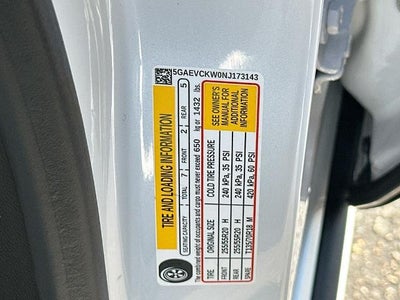 5GAEVCKW0NJ173143
TIRE AND LOADING INFORMATION
SEATING CAPACITY TOTAL 7 FRONT 2 REAR 5
The combined weight of occupants and cargo must never exceed 650 kg or 1432 lbs.
TIRE ORIGINAL SIZE COLD TIRE PRESSURE
FRONT 255/55R20 H 240 kPa, 35 PSI
REAR 255/55R20 H 240 kPa, 35 PSI
SPARE T135/70R18 M 420 kPa, 60 PSI
SEE OWNER'S
MANUAL FOR
ADDITIONAL
INFORMATION